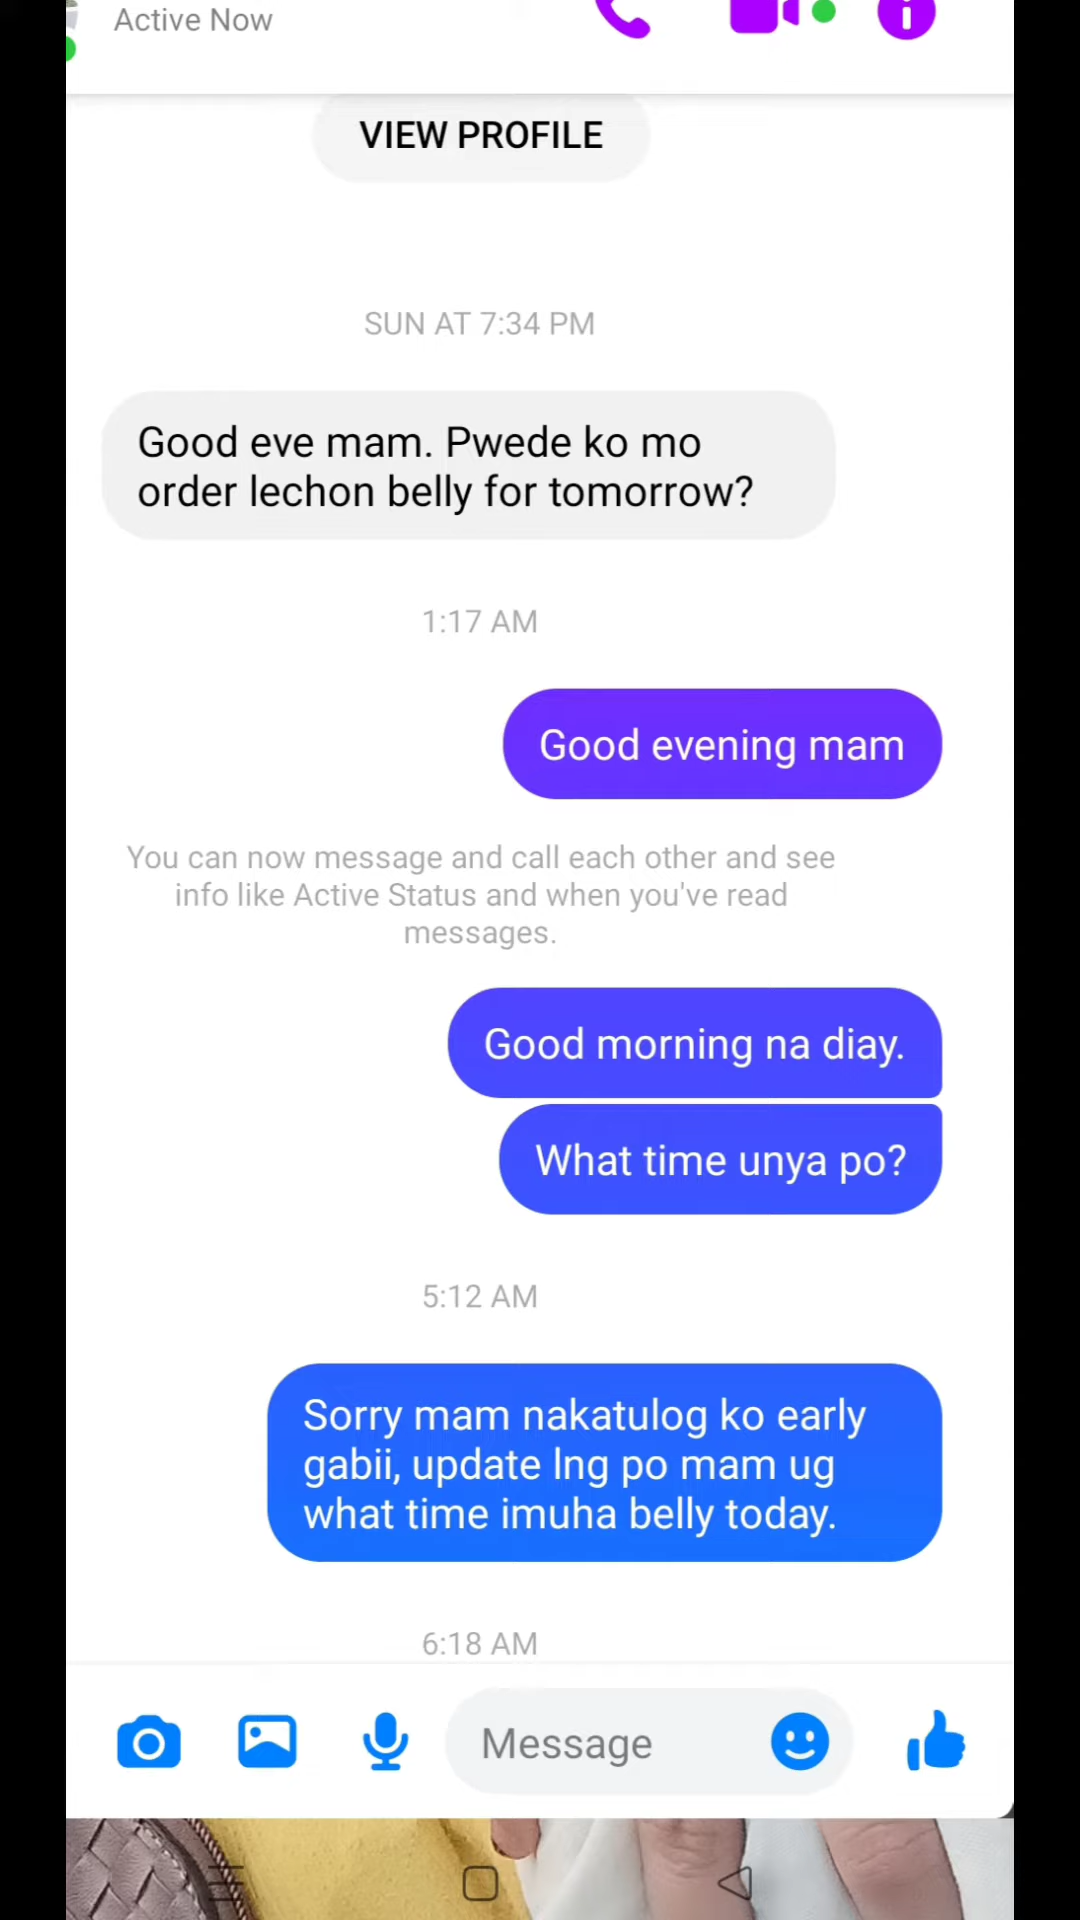 Active Now
VIEW PROFILE
SUN AT 7:34 PM
Good eve mam. Pwede ko mo
order lechon belly for tomorrow?
1:17 AM
Good evening mam
You can now message and call each other and see
info like Active Status and when you've read
messages.
Good morning na diay.
What time unya po?
5:12 AM
Sorry mam nakatulog ko early
gabii, update lng po mam ug
what time imuha belly today.
6:18 AM
Message